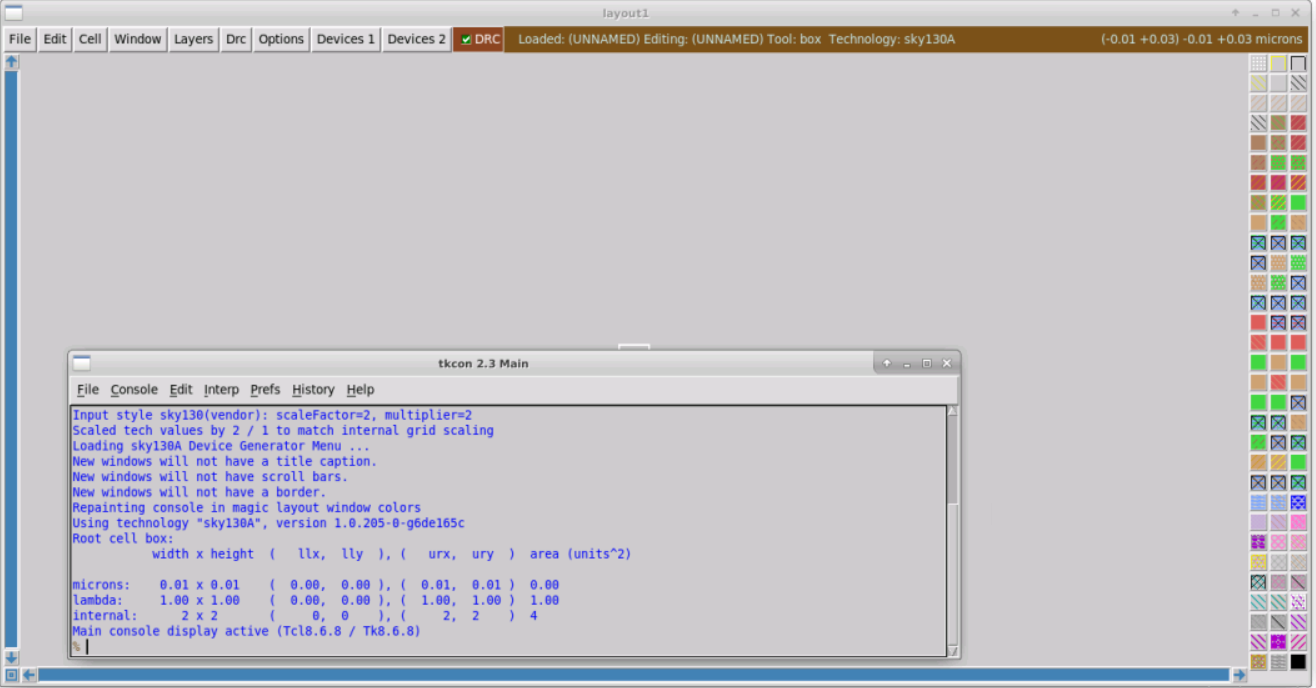 layout1
File Edit Cell Window Layers Drc Options Devices 1 Devices 2 DRC Loaded: (UNNAMED) Editing: (UNNAMED) Tool: box Technology: sky130A (-0.01 +0.03) -0.01 +0.03 microns
tkcon 2.3 Main
File Console Edit Interp Prefs History Help
Input style sky130(vendor): scaleFactor=2, multiplier=2
Scaled tech values by 2 / 1 to match internal grid scaling
Loading sky130A Device Generator Menu ...
New windows will not have a title caption.
New windows will not have scroll bars.
New windows will not have a border.
Repainting console in magic layout window colors
Using technology "sky130A", version 1.0.205-0-g6de165c
Root cell box:
width x height ( llx, lly ), ( urx, ury ) area (units^2)
microns: 0.01 x 0.01 ( 0.00, 0.00 ), ( 0.01, 0.01 ) 0.00
lambda: 1.00 x 1.00 ( 0.00, 0.00 ), ( 1.00, 1.00 ) 1.00
internal: 2 x 2 ( 0, 0 ), ( 2, 2 ) 4
Main console display active (Tcl8.6.8 / Tk8.6.8)
%